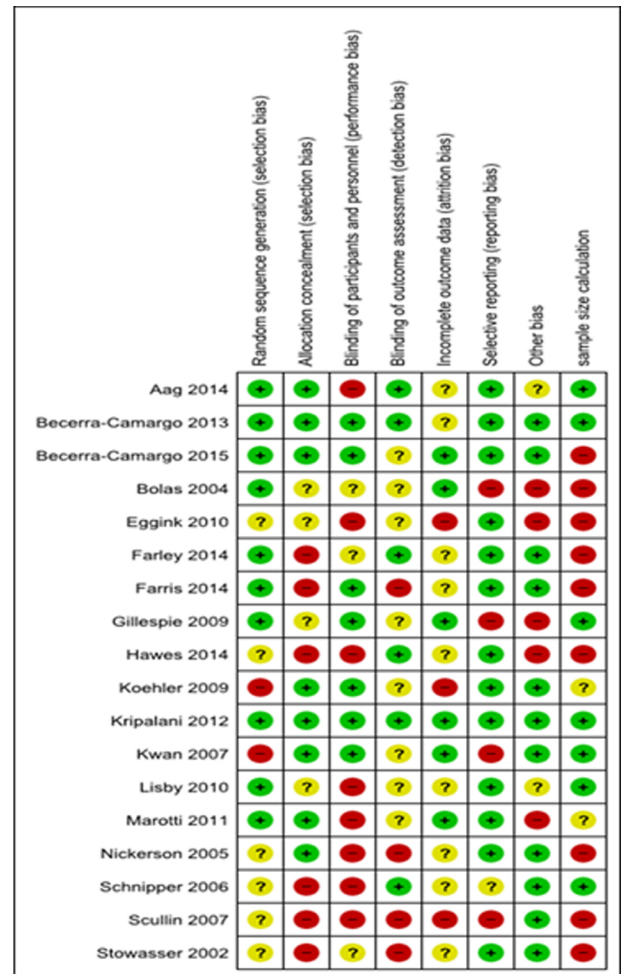 Random sequence generation (selection bias)
Allocation concealment (selection bias)
Blinding of participants and personnel (performance bias)
Blinding of outcome assessment (detection bias)
Incomplete outcome data (attrition bias)
Selective reporting (reporting bias)
Other bias
sample size calculation
Aag 2014 + + - + ? + ? +
Becerra-Camargo 2013 + + + + ? + + +
Becerra-Camargo 2015 + + + ? + + + -
Bolas 2004 + ? ? ? + - - -
Eggink 2010 ? ? - ? - + - -
Farley 2014 + - ? + ? + + -
Farris 2014 + - + - ? + + -
Gillespie 2009 + ? + ? + - - +
Hawes 2014 ? - - + ? + - -
Koehler 2009 - + + ? - + + ?
Kripalani 2012 + + + + + + + +
Kwan 2007 - + + ? + - + +
Lisby 2010 + ? - ? ? + ? +
Marotti 2011 + + - ? + + - ?
Nickerson 2005 ? + - - ? + + -
Schnipper 2006 ? - - + ? ? + +
Scullin 2007 ? - - - - - + -
Stowasser 2002 ? - ? - ? + + -